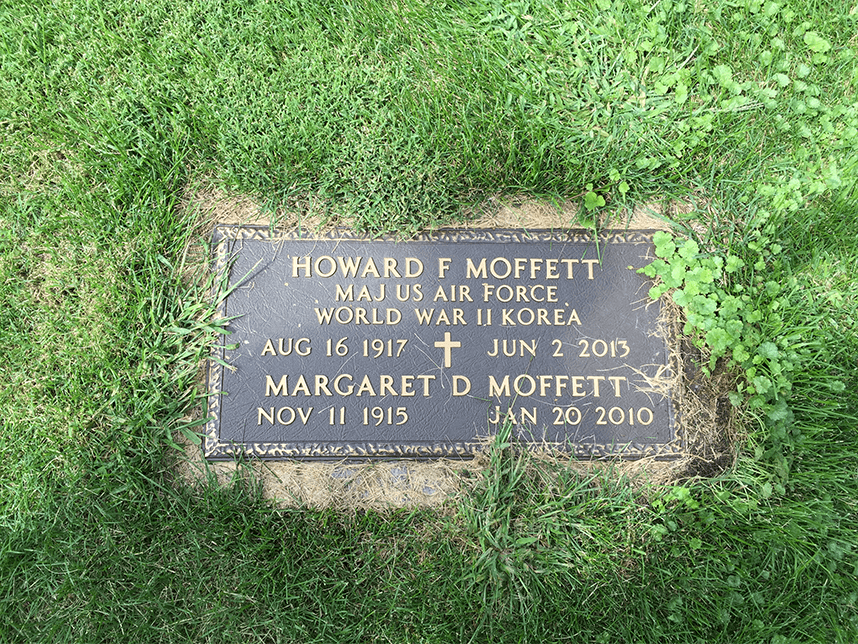 HOWARD F MOFFETT
MAJ US AIR FORCE
WORLD WAR II KOREA
AUG 16 1917 JUN 2 2013
MARGARET D MOFFETT
NOV 11 1915 JAN 20 2010